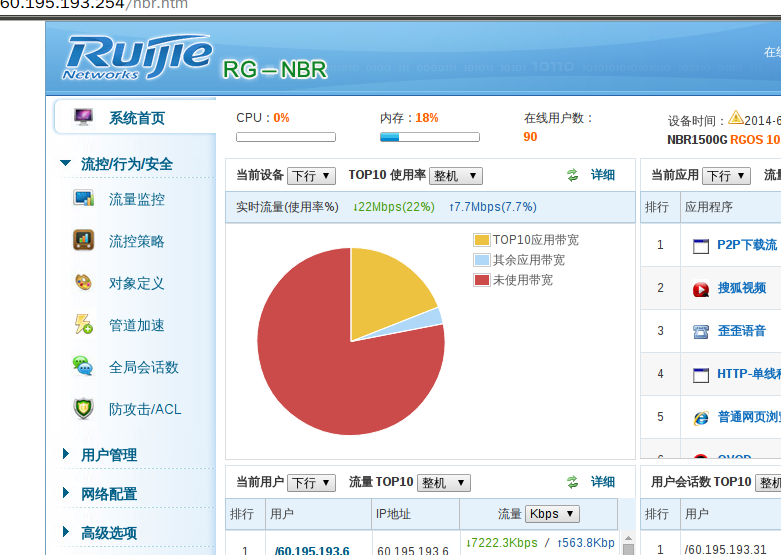 60.195.193.254/nbr.htm
Ruijie
Networks
RG-NBR
在线
系统首页
流控/行为/安全
流量监控
流控策略
对象定义
管道加速
全局会话数
防攻击/ACL
用户管理
网络配置
高级选项
CPU：0%
内存：18%
在线用户数：
90
设备时间：2014-6
NBR1500G RGOS 10
当前设备 下行 TOP10 使用率 整机 详细
实时流量(使用率%) ↓22Mbps(22%) ↑7.7Mbps(7.7%)
TOP10应用带宽
其余应用带宽
未使用带宽
当前应用 下行 流量
排行 应用程序
1 P2P下载流
2 搜狐视频
3 歪歪语音
4 HTTP-单线程
5 普通网页浏览
6 QVOD
当前用户 下行 流量 TOP10 整机 详细
排行 用户 IP地址 流量 Kbps
1 /60.195.193.6 60.195.193.6 ↓7222.3Kbps / ↑563.8Kbp
用户会话数 TOP10 整机
排行 用户
1 /60.195.193.31